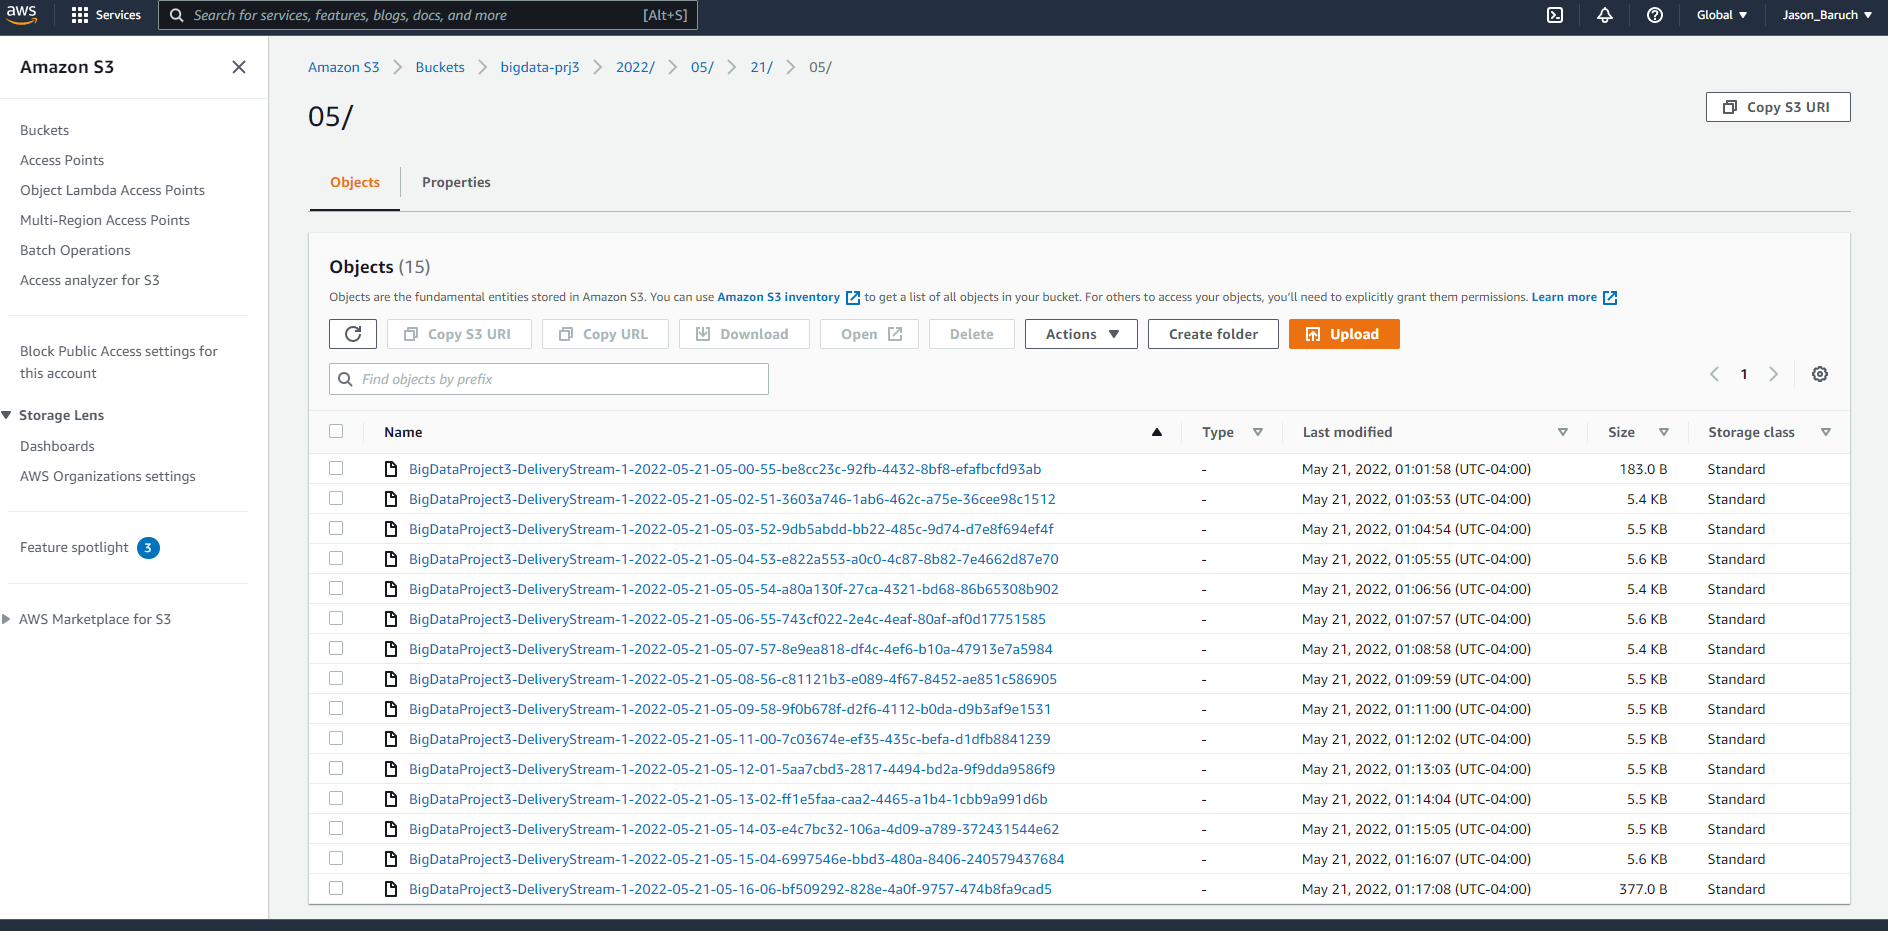 aws Services Search for services, features, blogs, docs, and more [Alt+S] Global Jason_Baruch
Amazon S3
Buckets
Access Points
Object Lambda Access Points
Multi-Region Access Points
Batch Operations
Access analyzer for S3
Block Public Access settings for
this account
Storage Lens
Dashboards
AWS Organizations settings
Feature spotlight 3
AWS Marketplace for S3
Amazon S3 Buckets bigdata-prj3 2022/ 05/ 21/ 05/
05/
Copy S3 URI
Objects Properties
Objects (15)
Objects are the fundamental entities stored in Amazon S3. You can use Amazon S3 inventory to get a list of all objects in your bucket. For others to access your objects, you'll need to explicitly grant them permissions. Learn more
Copy S3 URI Copy URL Download Open Delete Actions Create folder Upload
Find objects by prefix
1
Name Type Last modified Size Storage class
BigDataProject3-DeliveryStream-1-2022-05-21-05-00-55-be8cc23c-92fb-4432-8bf8-efafbcfd93ab - May 21, 2022, 01:01:58 (UTC-04:00) 183.0 B Standard
BigDataProject3-DeliveryStream-1-2022-05-21-05-02-51-3603a746-1ab6-462c-a75e-36cee98c1512 - May 21, 2022, 01:03:53 (UTC-04:00) 5.4 KB Standard
BigDataProject3-DeliveryStream-1-2022-05-21-05-03-52-9db5abdd-bb22-485c-9d74-d7e8f694ef4f - May 21, 2022, 01:04:54 (UTC-04:00) 5.5 KB Standard
BigDataProject3-DeliveryStream-1-2022-05-21-05-04-53-e822a553-a0c0-4c87-8b82-7e4662d87e70 - May 21, 2022, 01:05:55 (UTC-04:00) 5.6 KB Standard
BigDataProject3-DeliveryStream-1-2022-05-21-05-05-54-a80a130f-27ca-4321-bd68-86b65308b902 - May 21, 2022, 01:06:56 (UTC-04:00) 5.4 KB Standard
BigDataProject3-DeliveryStream-1-2022-05-21-05-06-55-743cf022-2e4c-4eaf-80af-af0d17751585 - May 21, 2022, 01:07:57 (UTC-04:00) 5.6 KB Standard
BigDataProject3-DeliveryStream-1-2022-05-21-05-07-57-8e9ea818-df4c-4ef6-b10a-47913e7a5984 - May 21, 2022, 01:08:58 (UTC-04:00) 5.4 KB Standard
BigDataProject3-DeliveryStream-1-2022-05-21-05-08-56-c81121b3-e089-4f67-8452-ae851c586905 - May 21, 2022, 01:09:59 (UTC-04:00) 5.5 KB Standard
BigDataProject3-DeliveryStream-1-2022-05-21-05-09-58-9f0b678f-d2f6-4112-b0da-d9b3af9e1531 - May 21, 2022, 01:11:00 (UTC-04:00) 5.5 KB Standard
BigDataProject3-DeliveryStream-1-2022-05-21-05-11-00-7c03674e-ef35-435c-befa-d1dfb8841239 - May 21, 2022, 01:12:02 (UTC-04:00) 5.5 KB Standard
BigDataProject3-DeliveryStream-1-2022-05-21-05-12-01-5aa7cbd3-2817-4494-bd2a-9f9dda9586f9 - May 21, 2022, 01:13:03 (UTC-04:00) 5.5 KB Standard
BigDataProject3-DeliveryStream-1-2022-05-21-05-13-02-ff1e5faa-caa2-4465-a1b4-1cbb9a991d6b - May 21, 2022, 01:14:04 (UTC-04:00) 5.5 KB Standard
BigDataProject3-DeliveryStream-1-2022-05-21-05-14-03-e4c7bc32-106a-4d09-a789-372431544e62 - May 21, 2022, 01:15:05 (UTC-04:00) 5.5 KB Standard
BigDataProject3-DeliveryStream-1-2022-05-21-05-15-04-6997546e-bbd3-480a-8406-240579437684 - May 21, 2022, 01:16:07 (UTC-04:00) 5.6 KB Standard
BigDataProject3-DeliveryStream-1-2022-05-21-05-16-06-bf509292-828e-4a0f-9757-474b8fa9cad5 - May 21, 2022, 01:17:08 (UTC-04:00) 377.0 B Standard